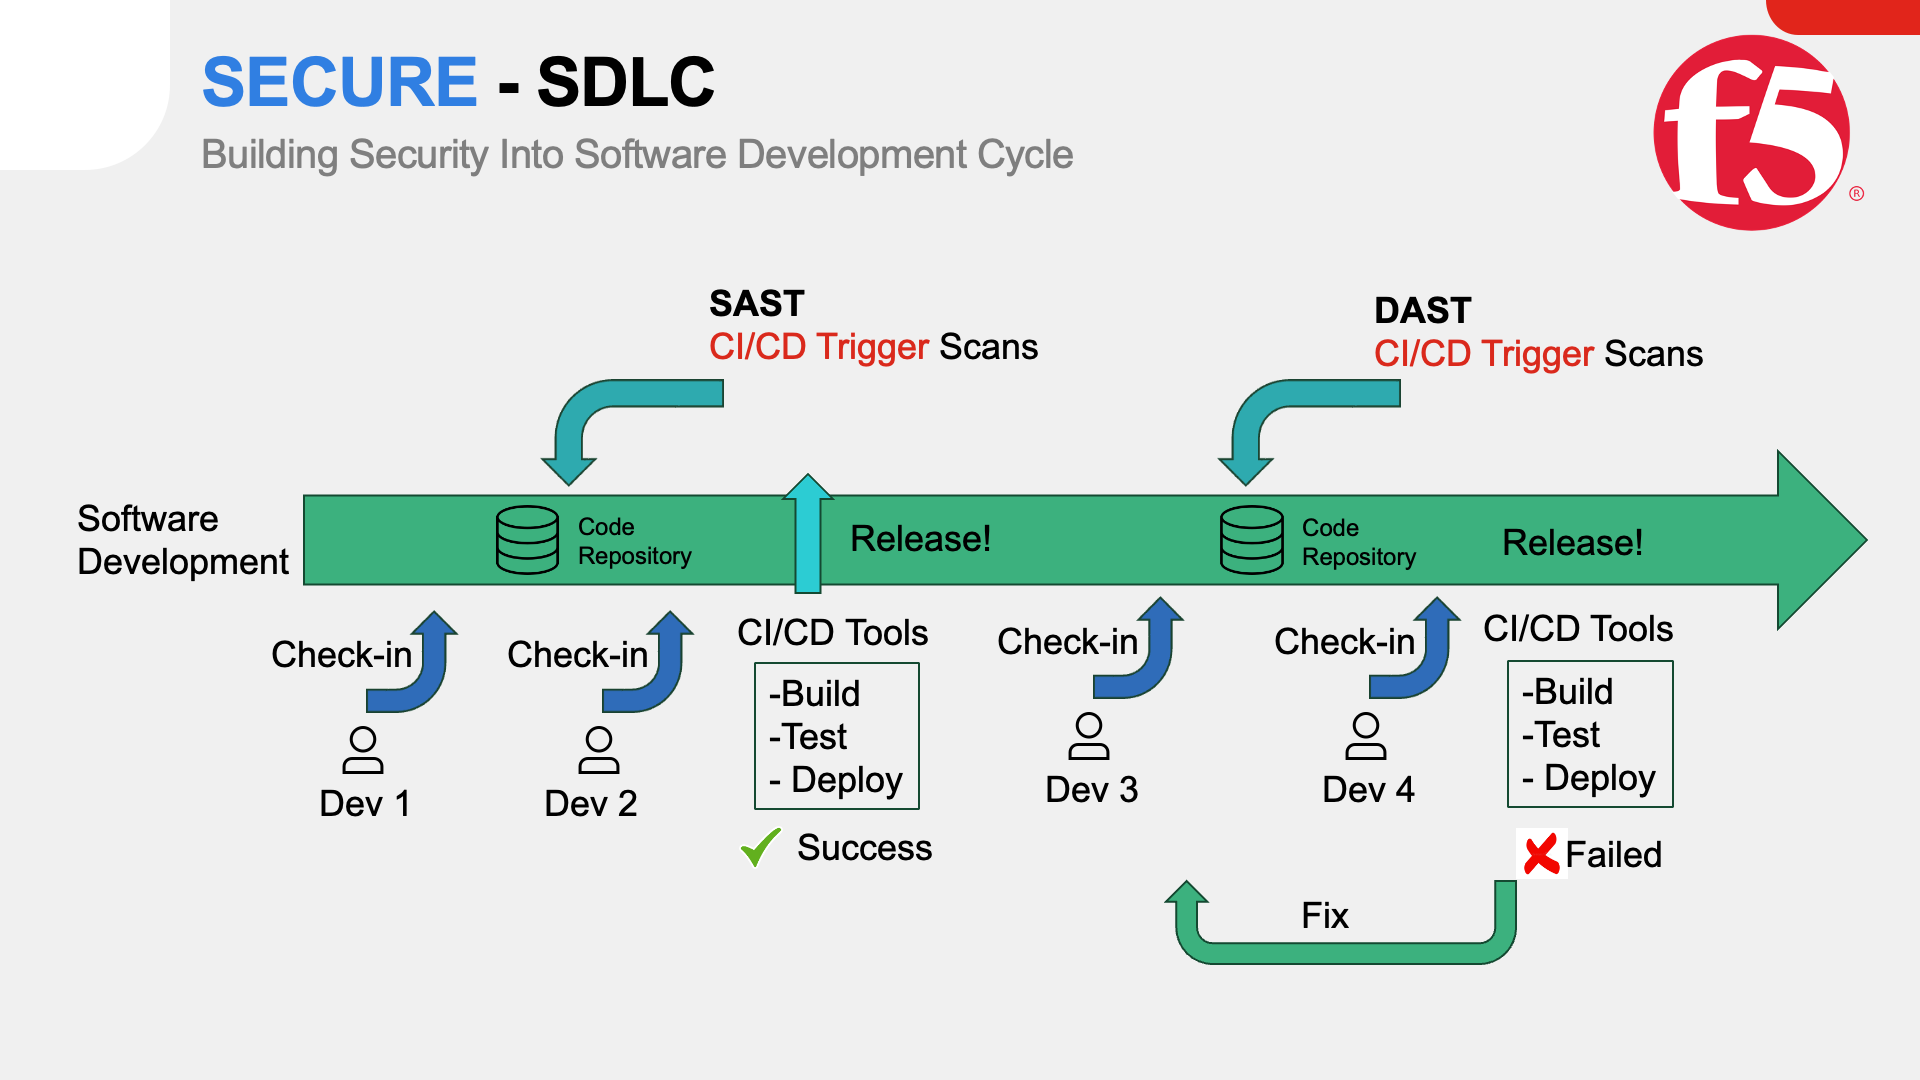 SECURE - SDLC
Building Security Into Software Development Cycle
f5
®
SAST
CI/CD Trigger Scans
DAST
CI/CD Trigger Scans
Software
Development
Code
Repository
Release!
Code
Repository
Release!
Check-in
Dev 1
Check-in
Dev 2
CI/CD Tools
-Build
-Test
- Deploy
Success
Check-in
Dev 3
Check-in
Dev 4
CI/CD Tools
-Build
-Test
- Deploy
Failed
Fix